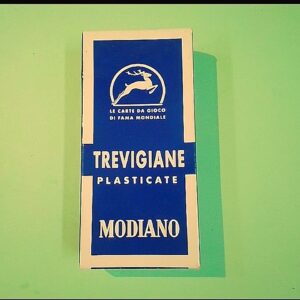 LE CARTE DA GIOCO
DI FAMA MONDIALE
TREVIGIANE
PLASTICATE
MODIANO